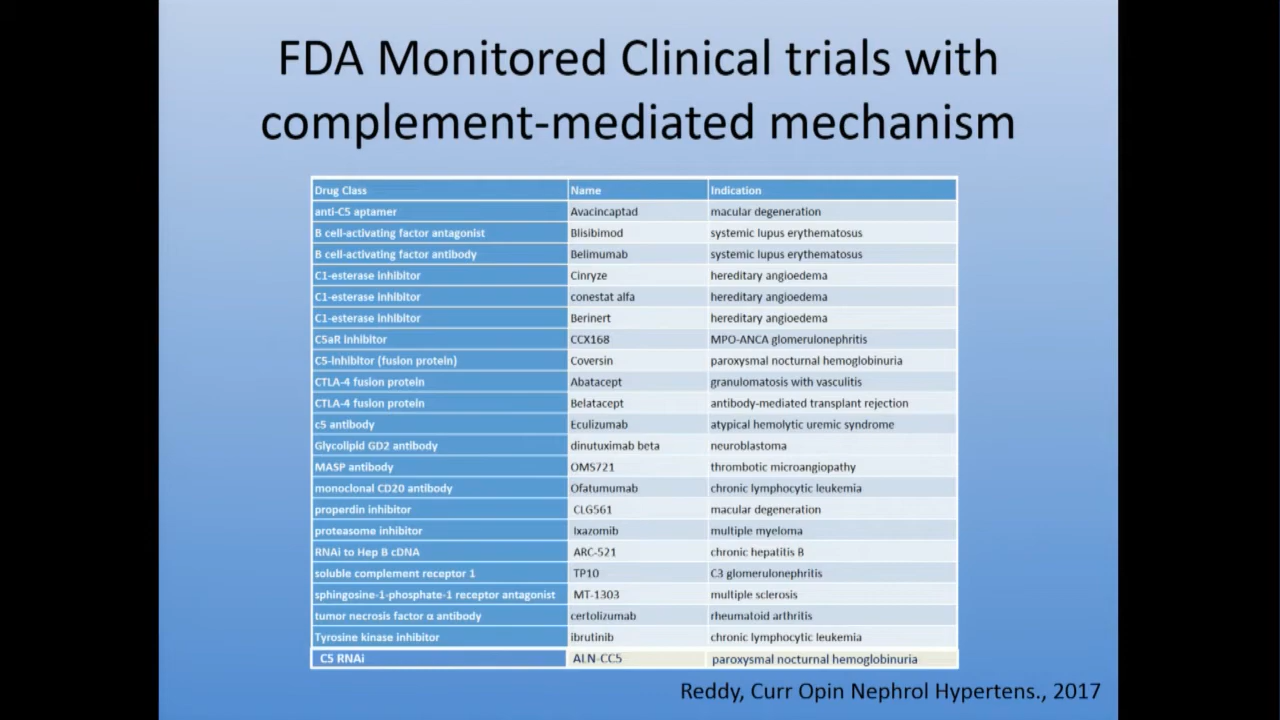 FDA Monitored Clinical trials with
complement-mediated mechanism
Drug Class Name Indication
anti-C5 aptamer Avacincaptad macular degeneration
B cell-activating factor antagonist Blisibimod systemic lupus erythematosus
B cell-activating factor antibody Belimumab systemic lupus erythematosus
C1-esterase inhibitor Cinryze hereditary angioedema
C1-esterase inhibitor conestat alfa hereditary angioedema
C1-esterase inhibitor Berinert hereditary angioedema
C5aR inhibitor CCX168 MPO-ANCA glomerulonephritis
C5-inhibitor (fusion protein) Coversin paroxysmal nocturnal hemoglobinuria
CTLA-4 fusion protein Abatacept granulomatosis with vasculitis
CTLA-4 fusion protein Belatacept antibody-mediated transplant rejection
c5 antibody Eculizumab atypical hemolytic uremic syndrome
Glycolipid GD2 antibody dinutuximab beta neuroblastoma
MASP antibody OMS721 thrombotic microangiopathy
monoclonal CD20 antibody Ofatumumab chronic lymphocytic leukemia
properdin inhibitor CLG561 macular degeneration
proteasome inhibitor Ixazomib multiple myeloma
RNAi to Hep B cDNA ARC-521 chronic hepatitis B
soluble complement receptor 1 TP10 C3 glomerulonephritis
sphingosine-1-phosphate-1 receptor antagonist MT-1303 multiple sclerosis
tumor necrosis factor α antibody certolizumab rheumatoid arthritis
Tyrosine kinase inhibitor ibrutinib chronic lymphocytic leukemia
C5 RNAi ALN-CC5 paroxysmal nocturnal hemoglobinuria
Reddy, Curr Opin Nephrol Hypertens., 2017